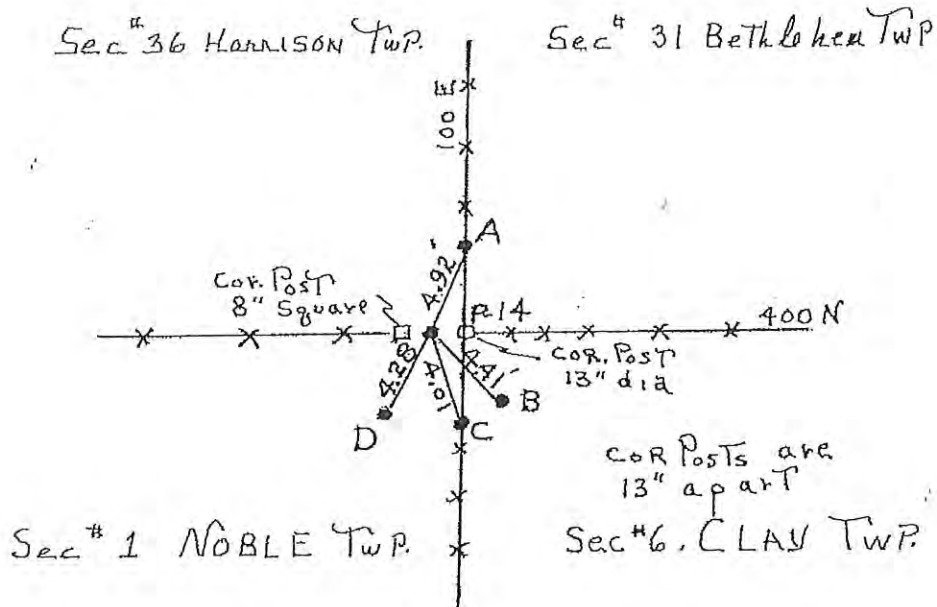 Sec # 36 HARRISON TWP.
Sec # 31 Bethlehem TWP
100 E
A
4.92'
COR. POST
8" Square
P.14
400 N
COR. POST
13" dia
4.28
4.01
4.41'
B
D
C
COR POSTS are
13" apart
Sec # 1 NOBLE TWP.
Sec #6. CLAY TWP.